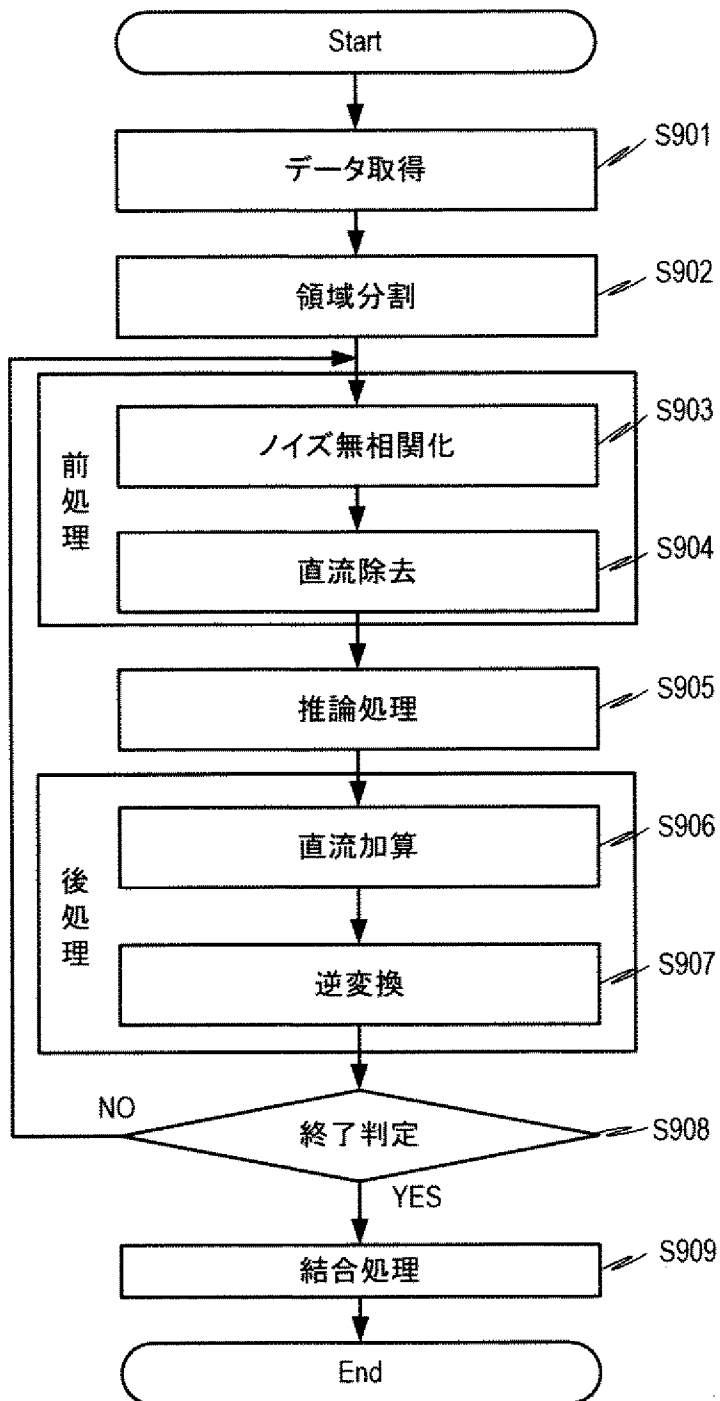 Start
データ取得
S901
領域分割
S902
前処理
ノイズ無相関化
S903
直流除去
S904
推論処理
S905
後処理
直流加算
S906
逆変換
S907
終了判定
S908
NO
YES
結合処理
S909
End